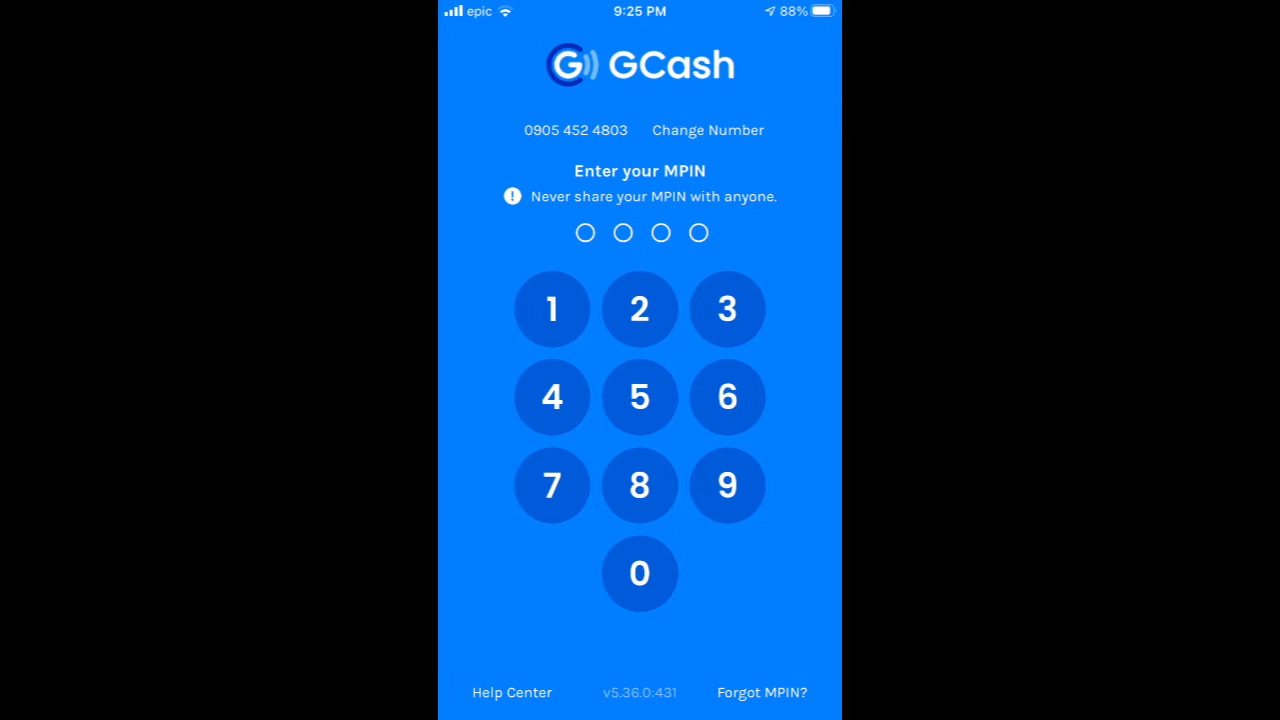 epic 9:25 PM 88%
G GCash
0905 452 4803 Change Number
Enter your MPIN
! Never share your MPIN with anyone.
1 2 3
4 5 6
7 8 9
0
Help Center v5.36.0:431 Forgot MPIN?